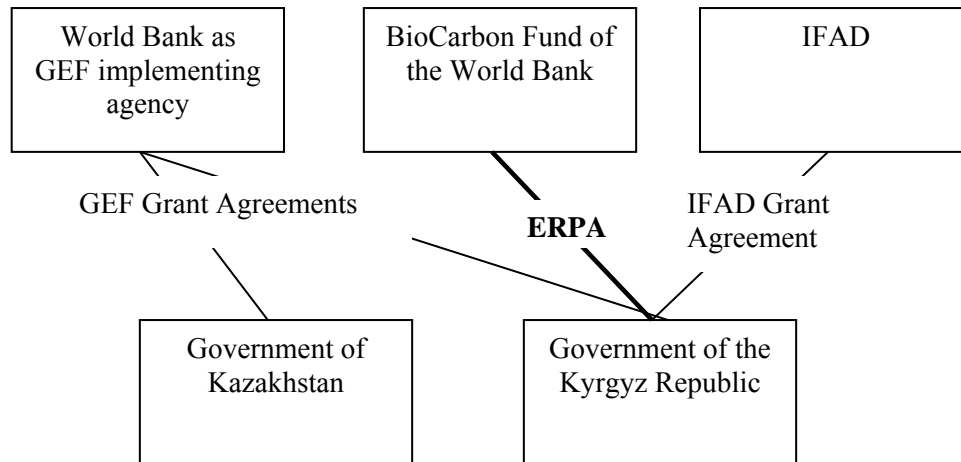 World Bank as
GEF implementing
agency
BioCarbon Fund of
the World Bank
IFAD
GEF Grant Agreements
ERPA
IFAD Grant
Agreement
Government of
Kazakhstan
Government of the
Kyrgyz Republic